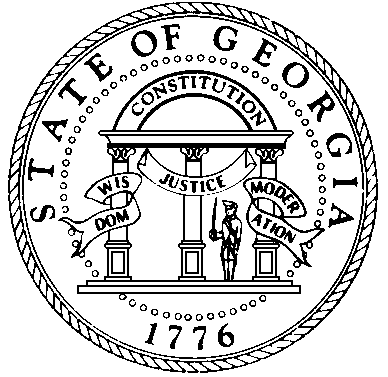 STATE OF GEORGIA
CONSTITUTION
WIS
DOM
JUSTICE
MODER
ATION
1776